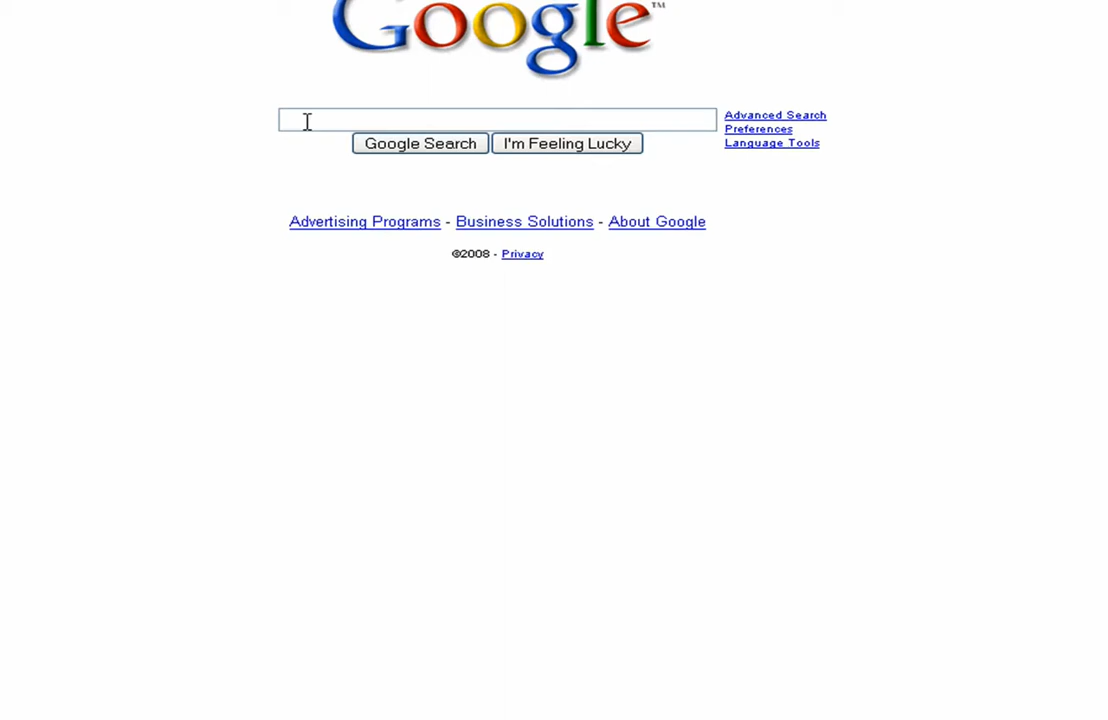 Google™
Advanced Search
Preferences
Language Tools
Google Search I'm Feeling Lucky
Advertising Programs - Business Solutions - About Google
©2008 - Privacy